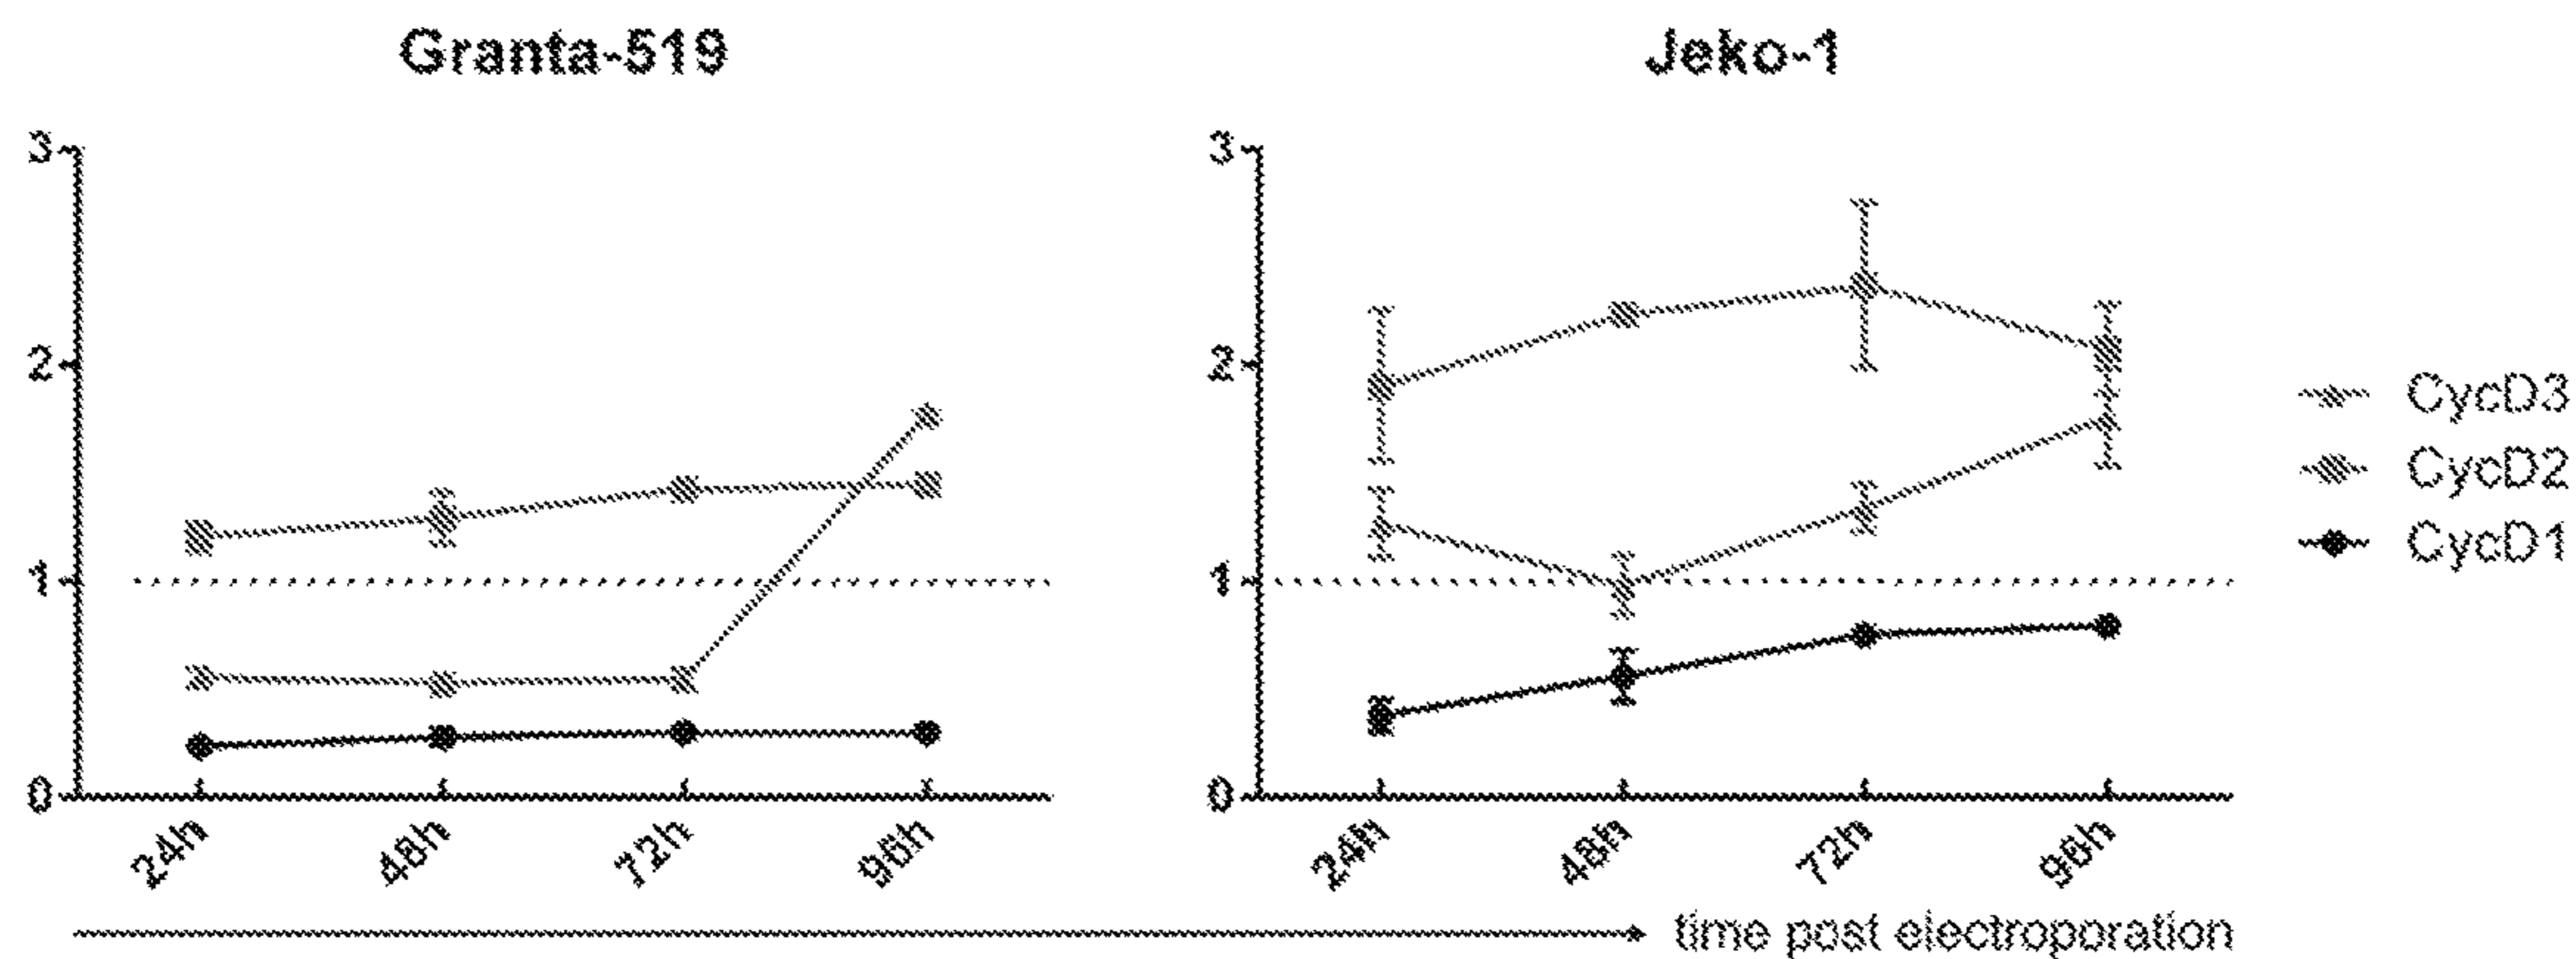 Granta-519
3
2
1
0
24h
48h
72h
96h
Jeko-1
3
2
1
0
24h
48h
72h
96h
CycD3
CycD2
CycD1
time post electroporation